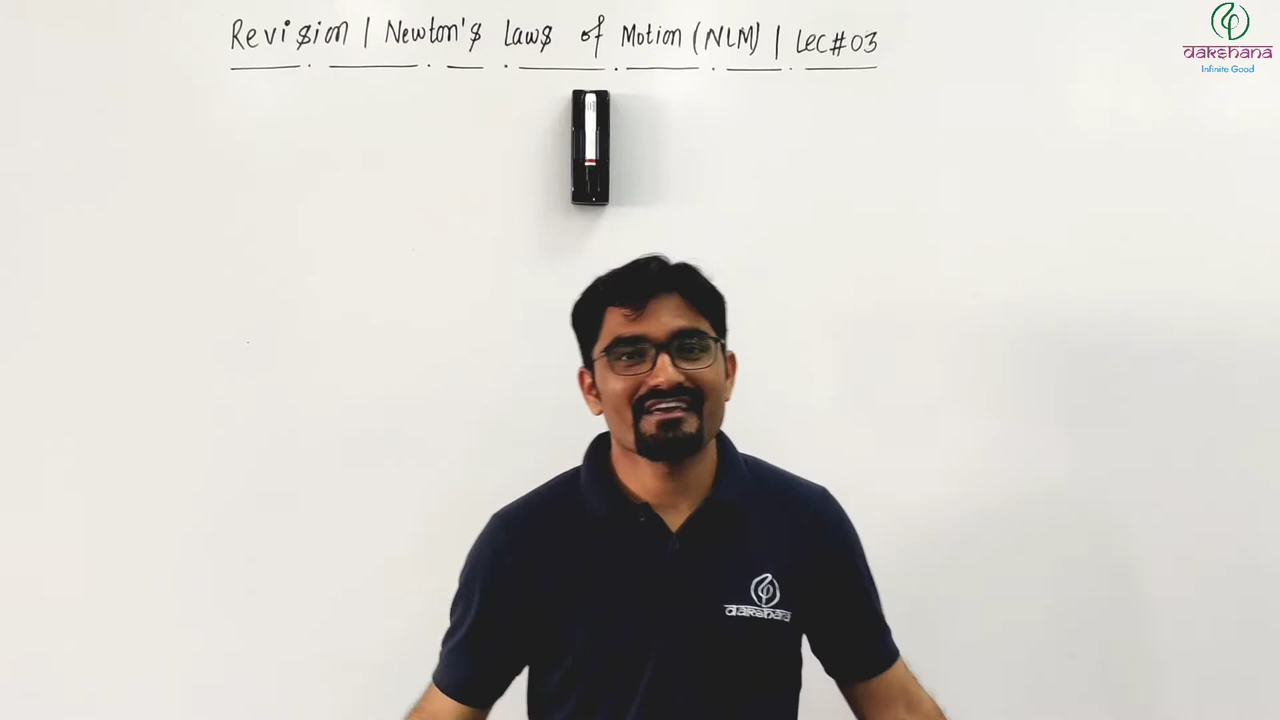 Revision | Newton's Laws of Motion (NLM) | Lec#03
dakshana
Infinite Good
dakshana